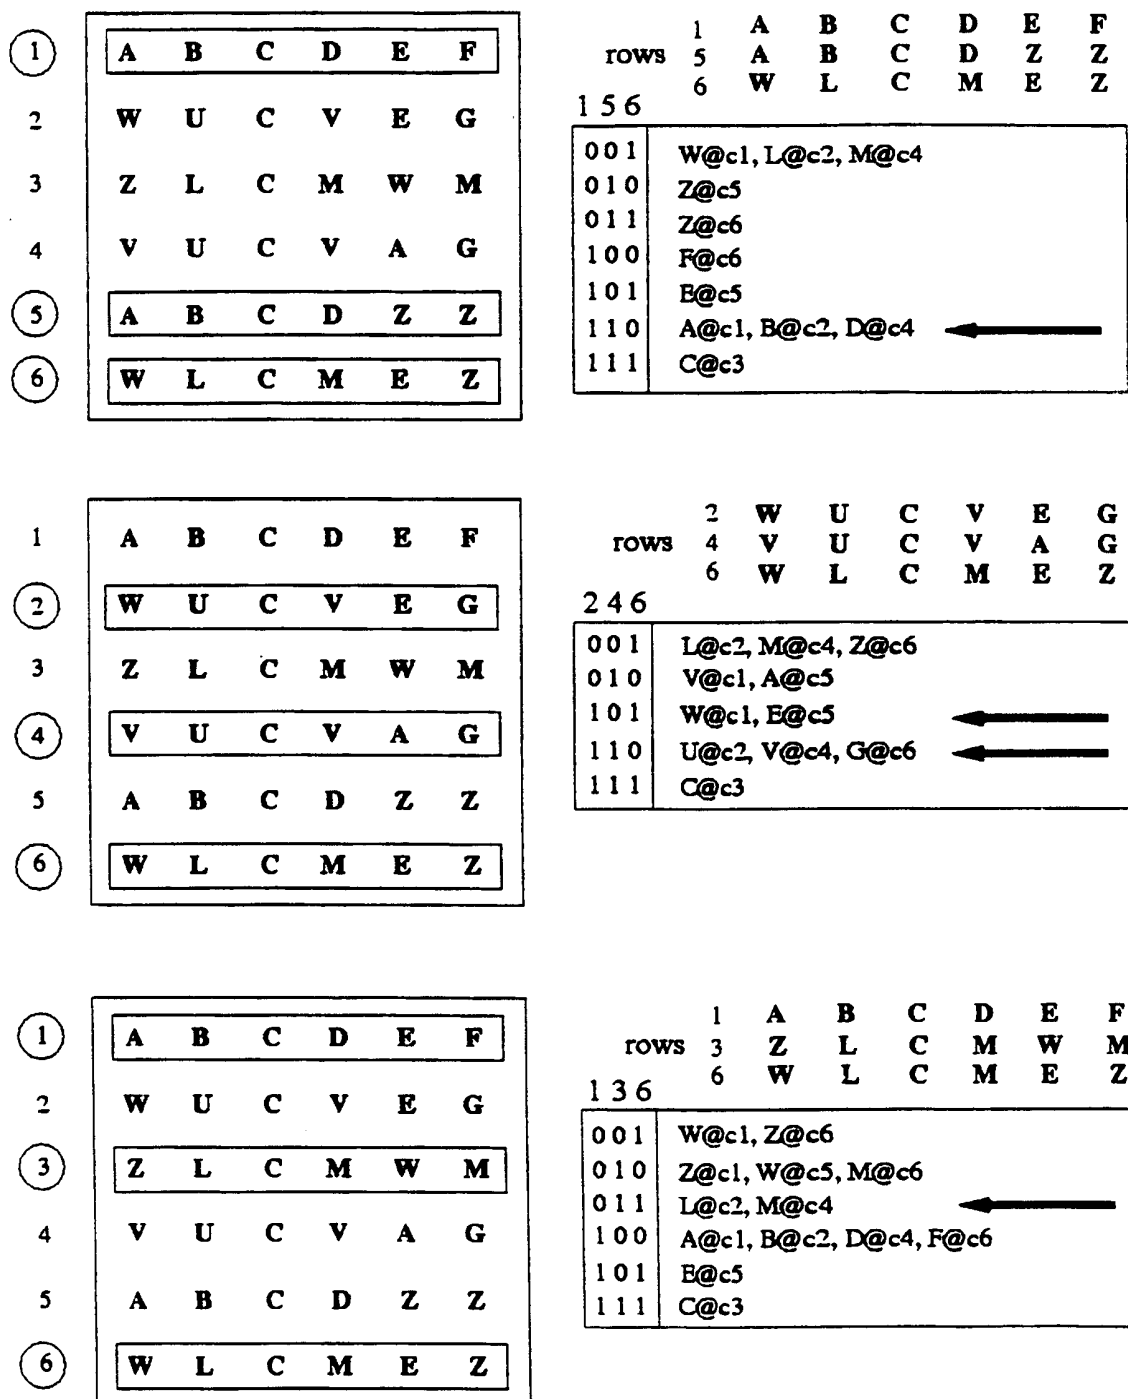 1 A B C D E F
2 W U C V E G
3 Z L C M W M
4 V U C V A G
5 A B C D Z Z
6 W L C M E Z
1 A B C D E F
rows 5 A B C D Z Z
6 W L C M E Z
1 5 6
0 0 1 W@c1, L@c2, M@c4
0 1 0 Z@c5
0 1 1 Z@c6
1 0 0 F@c6
1 0 1 E@c5
1 1 0 A@c1, B@c2, D@c4
1 1 1 C@c3
1 A B C D E F
2 W U C V E G
3 Z L C M W M
4 V U C V A G
5 A B C D Z Z
6 W L C M E Z
2 W U C V E G
rows 4 V U C V A G
6 W L C M E Z
2 4 6
0 0 1 L@c2, M@c4, Z@c6
0 1 0 V@c1, A@c5
1 0 1 W@c1, E@c5
1 1 0 U@c2, V@c4, G@c6
1 1 1 C@c3
1 A B C D E F
2 W U C V E G
3 Z L C M W M
4 V U C V A G
5 A B C D Z Z
6 W L C M E Z
1 A B C D E F
rows 3 Z L C M W M
6 W L C M E Z
1 3 6
0 0 1 W@c1, Z@c6
0 1 0 Z@c1, W@c5, M@c6
0 1 1 L@c2, M@c4
1 0 0 A@c1, B@c2, D@c4, F@c6
1 0 1 E@c5
1 1 1 C@c3